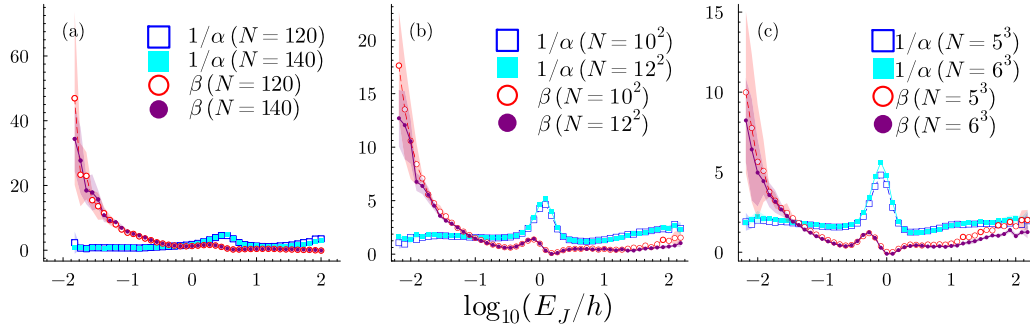 (a)
1/α (N = 120)
1/α (N = 140)
β (N = 120)
β (N = 140)
60
40
20
0
−2 −1 0 1 2
(b)
1/α (N = 10²)
1/α (N = 12²)
β (N = 10²)
β (N = 12²)
20
15
10
5
0
−2 −1 0 1 2
(c)
1/α (N = 5³)
1/α (N = 6³)
β (N = 5³)
β (N = 6³)
15
10
5
0
−2 −1 0 1 2
log₁₀(E_J/h)